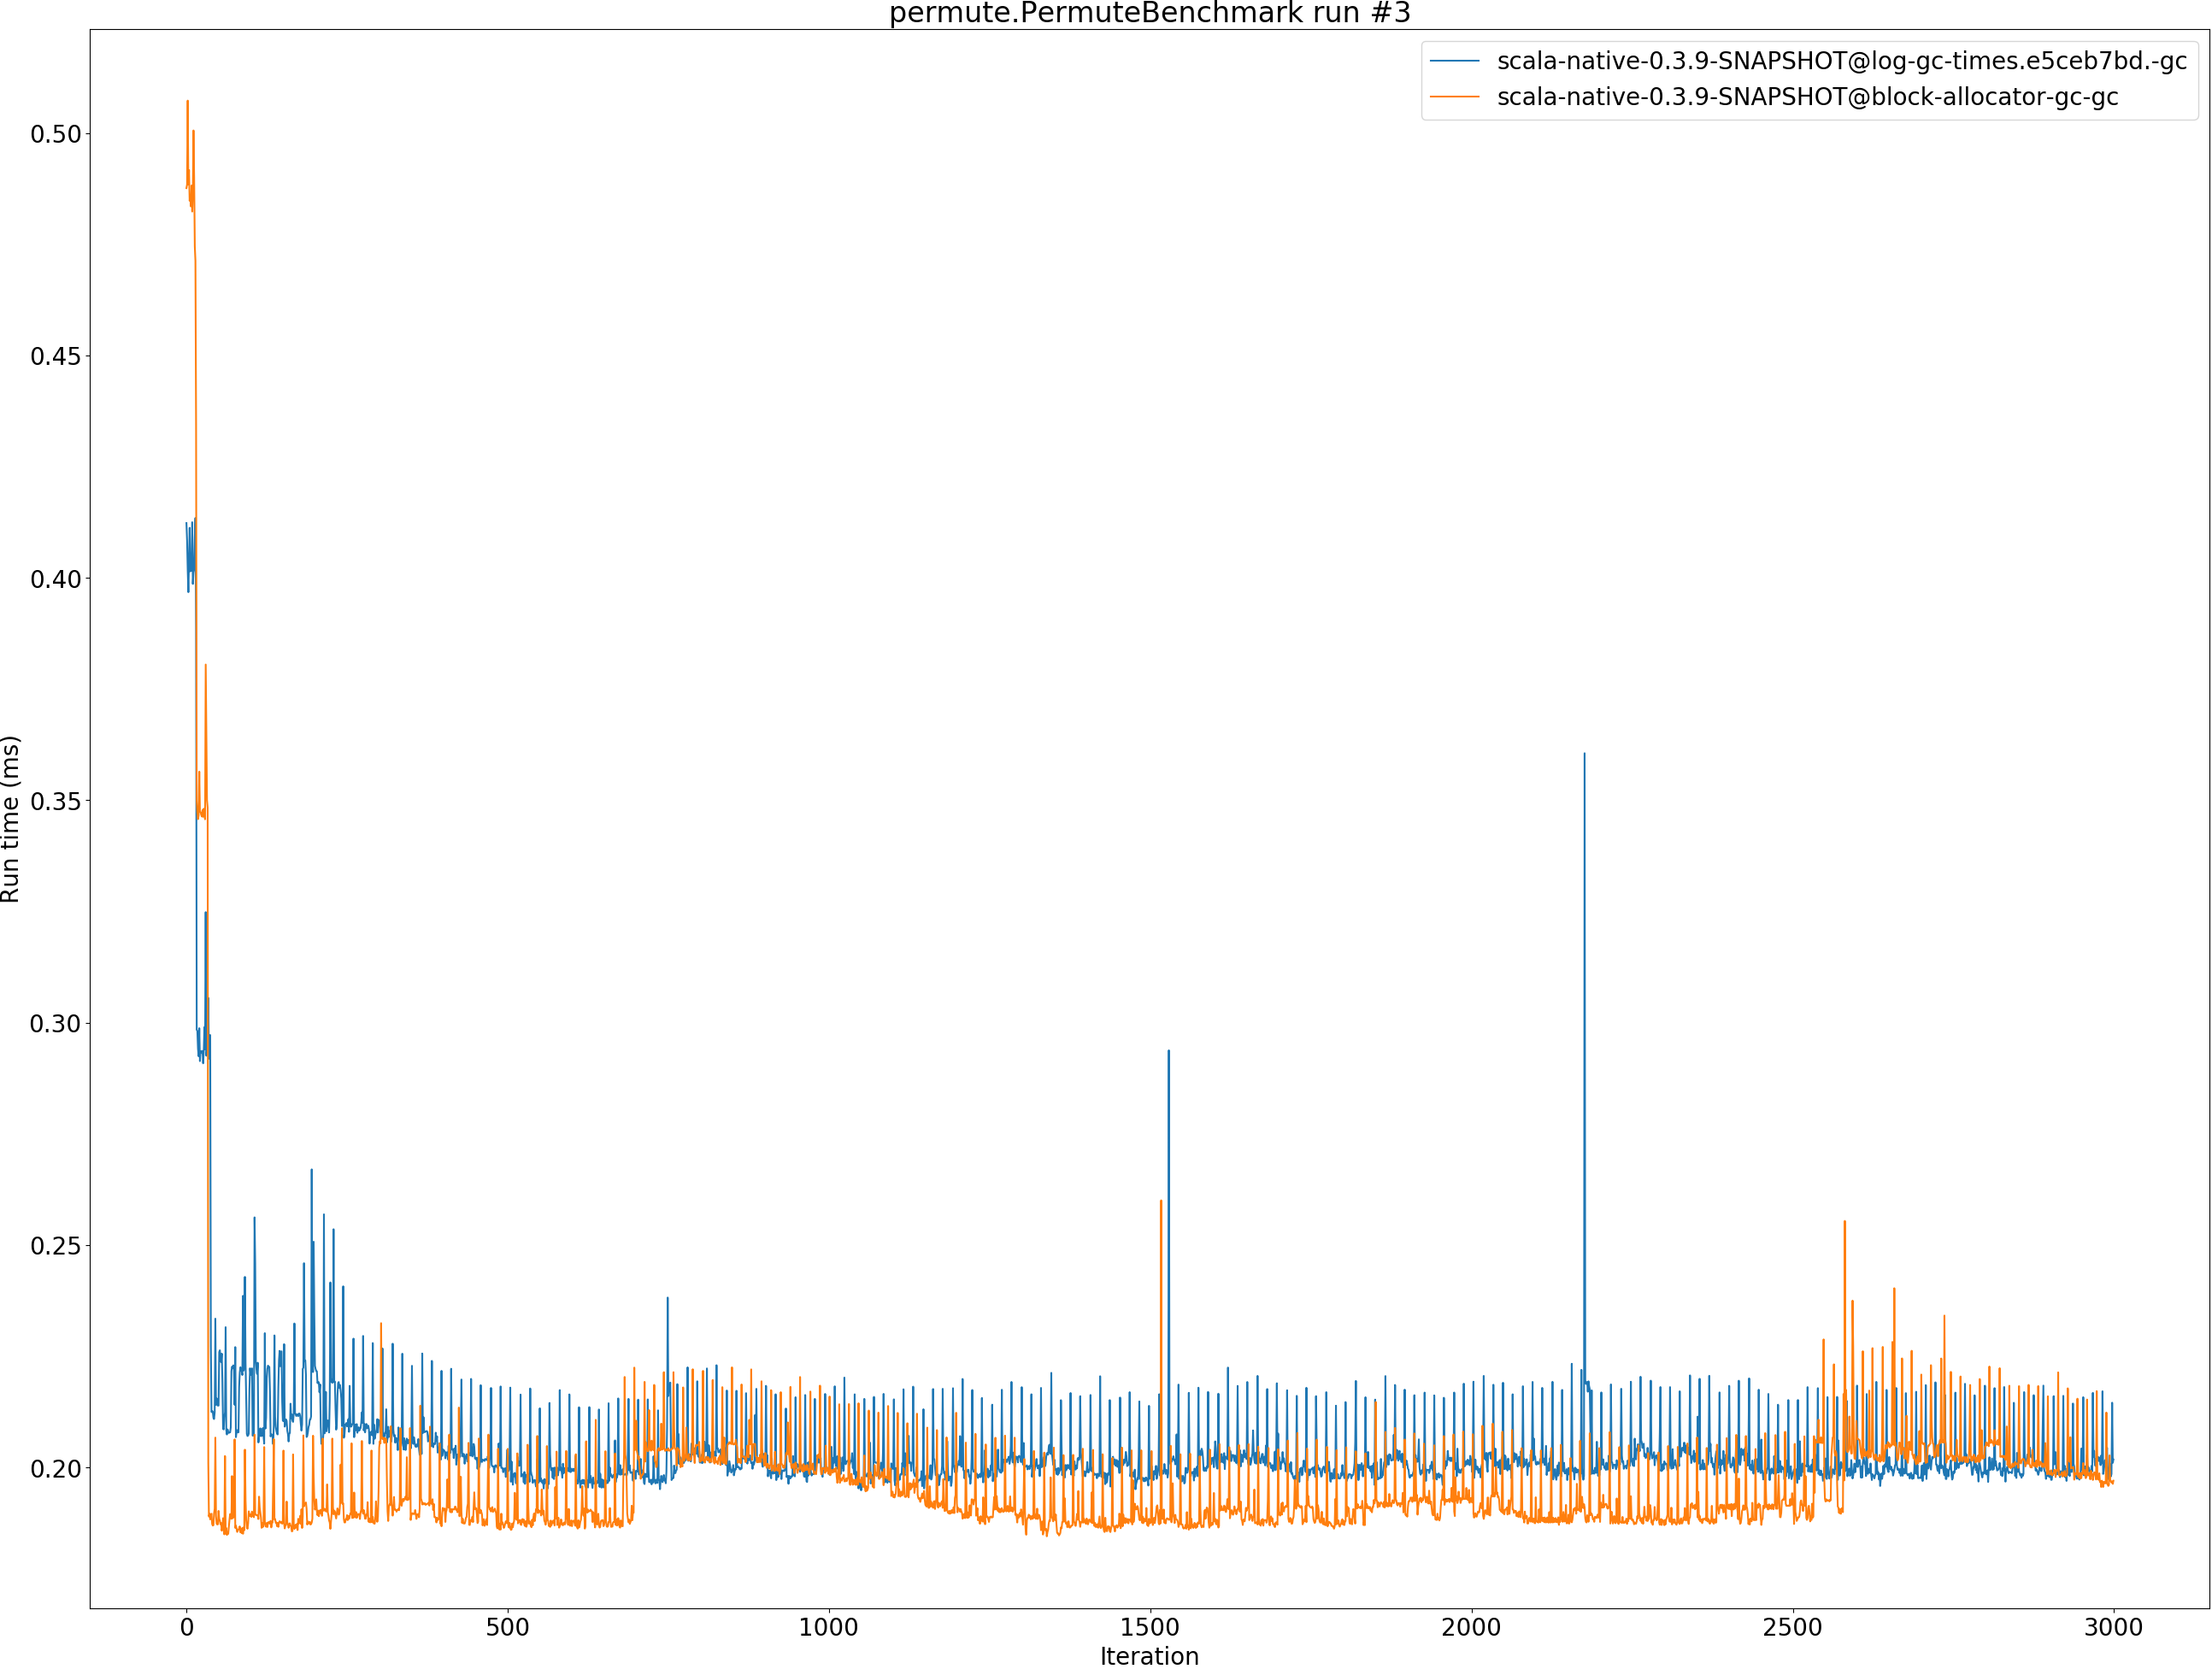 permute.PermuteBenchmark run #3
scala-native-0.3.9-SNAPSHOT@log-gc-times.e5ceb7bd.-gc
scala-native-0.3.9-SNAPSHOT@block-allocator-gc-gc
0.50
0.45
0.40
0.35
0.30
0.25
0.20
Run time (ms)
0 500 1000 1500 2000 2500 3000
Iteration